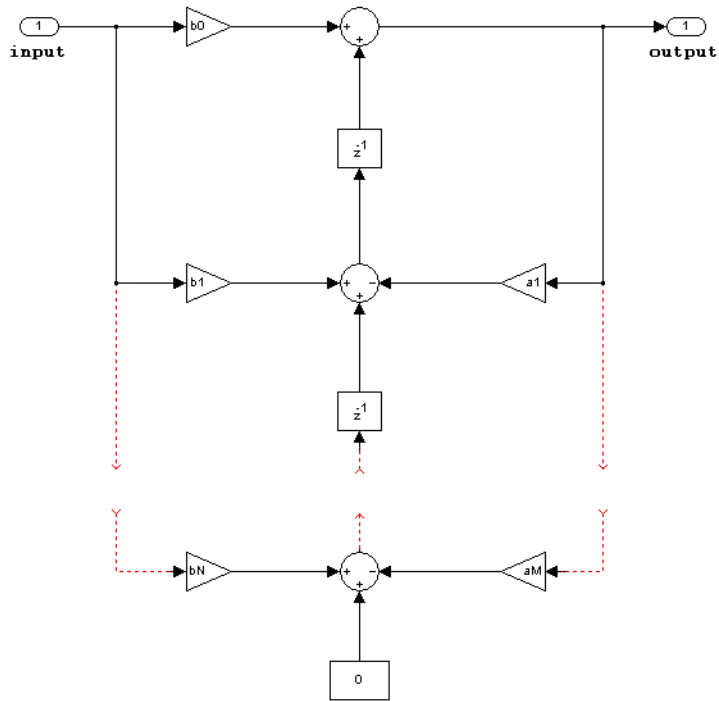 1 b0 + + 1
input output
z-1
b1 + + - a1
z-1
bN + + - aM
0